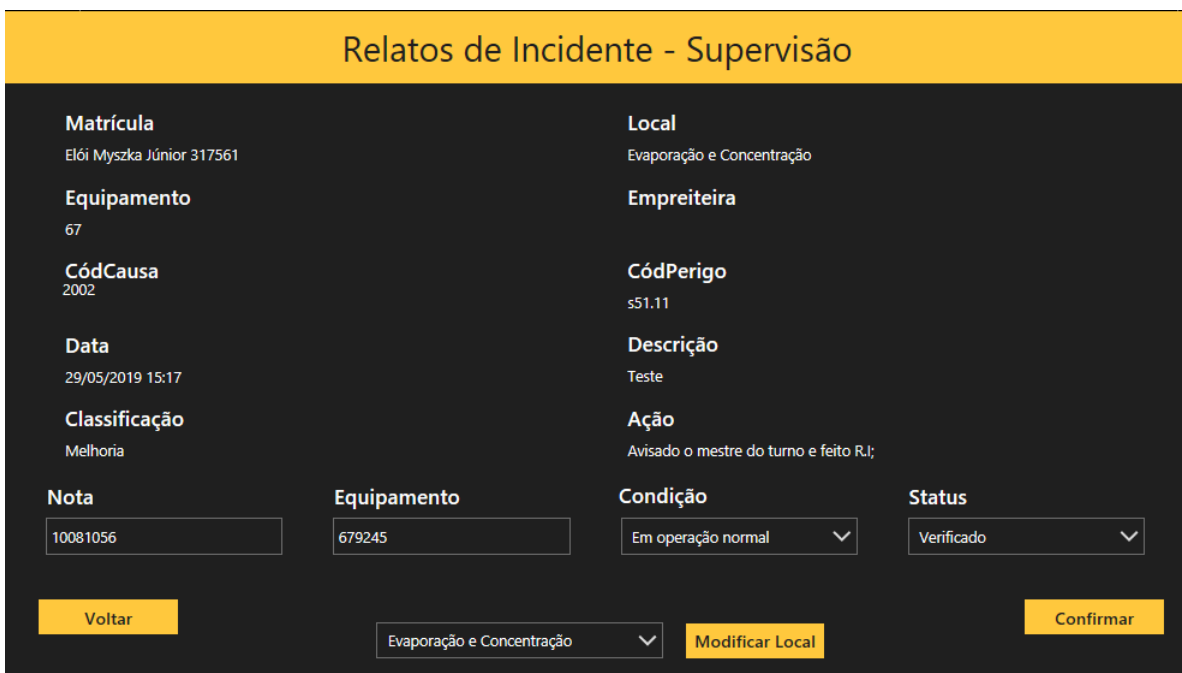 Relatos de Incidente - Supervisão
Matrícula
Elói Myszka Júnior 317561
Local
Evaporação e Concentração
Equipamento
67
Empreiteira
CódCausa
2002
CódPerigo
s51.11
Data
29/05/2019 15:17
Descrição
Teste
Classificação
Melhoria
Ação
Avisado o mestre do turno e feito R.I;
Nota
10081056
Equipamento
679245
Condição
Em operação normal
Status
Verificado
Voltar
Evaporação e Concentração
Modificar Local
Confirmar